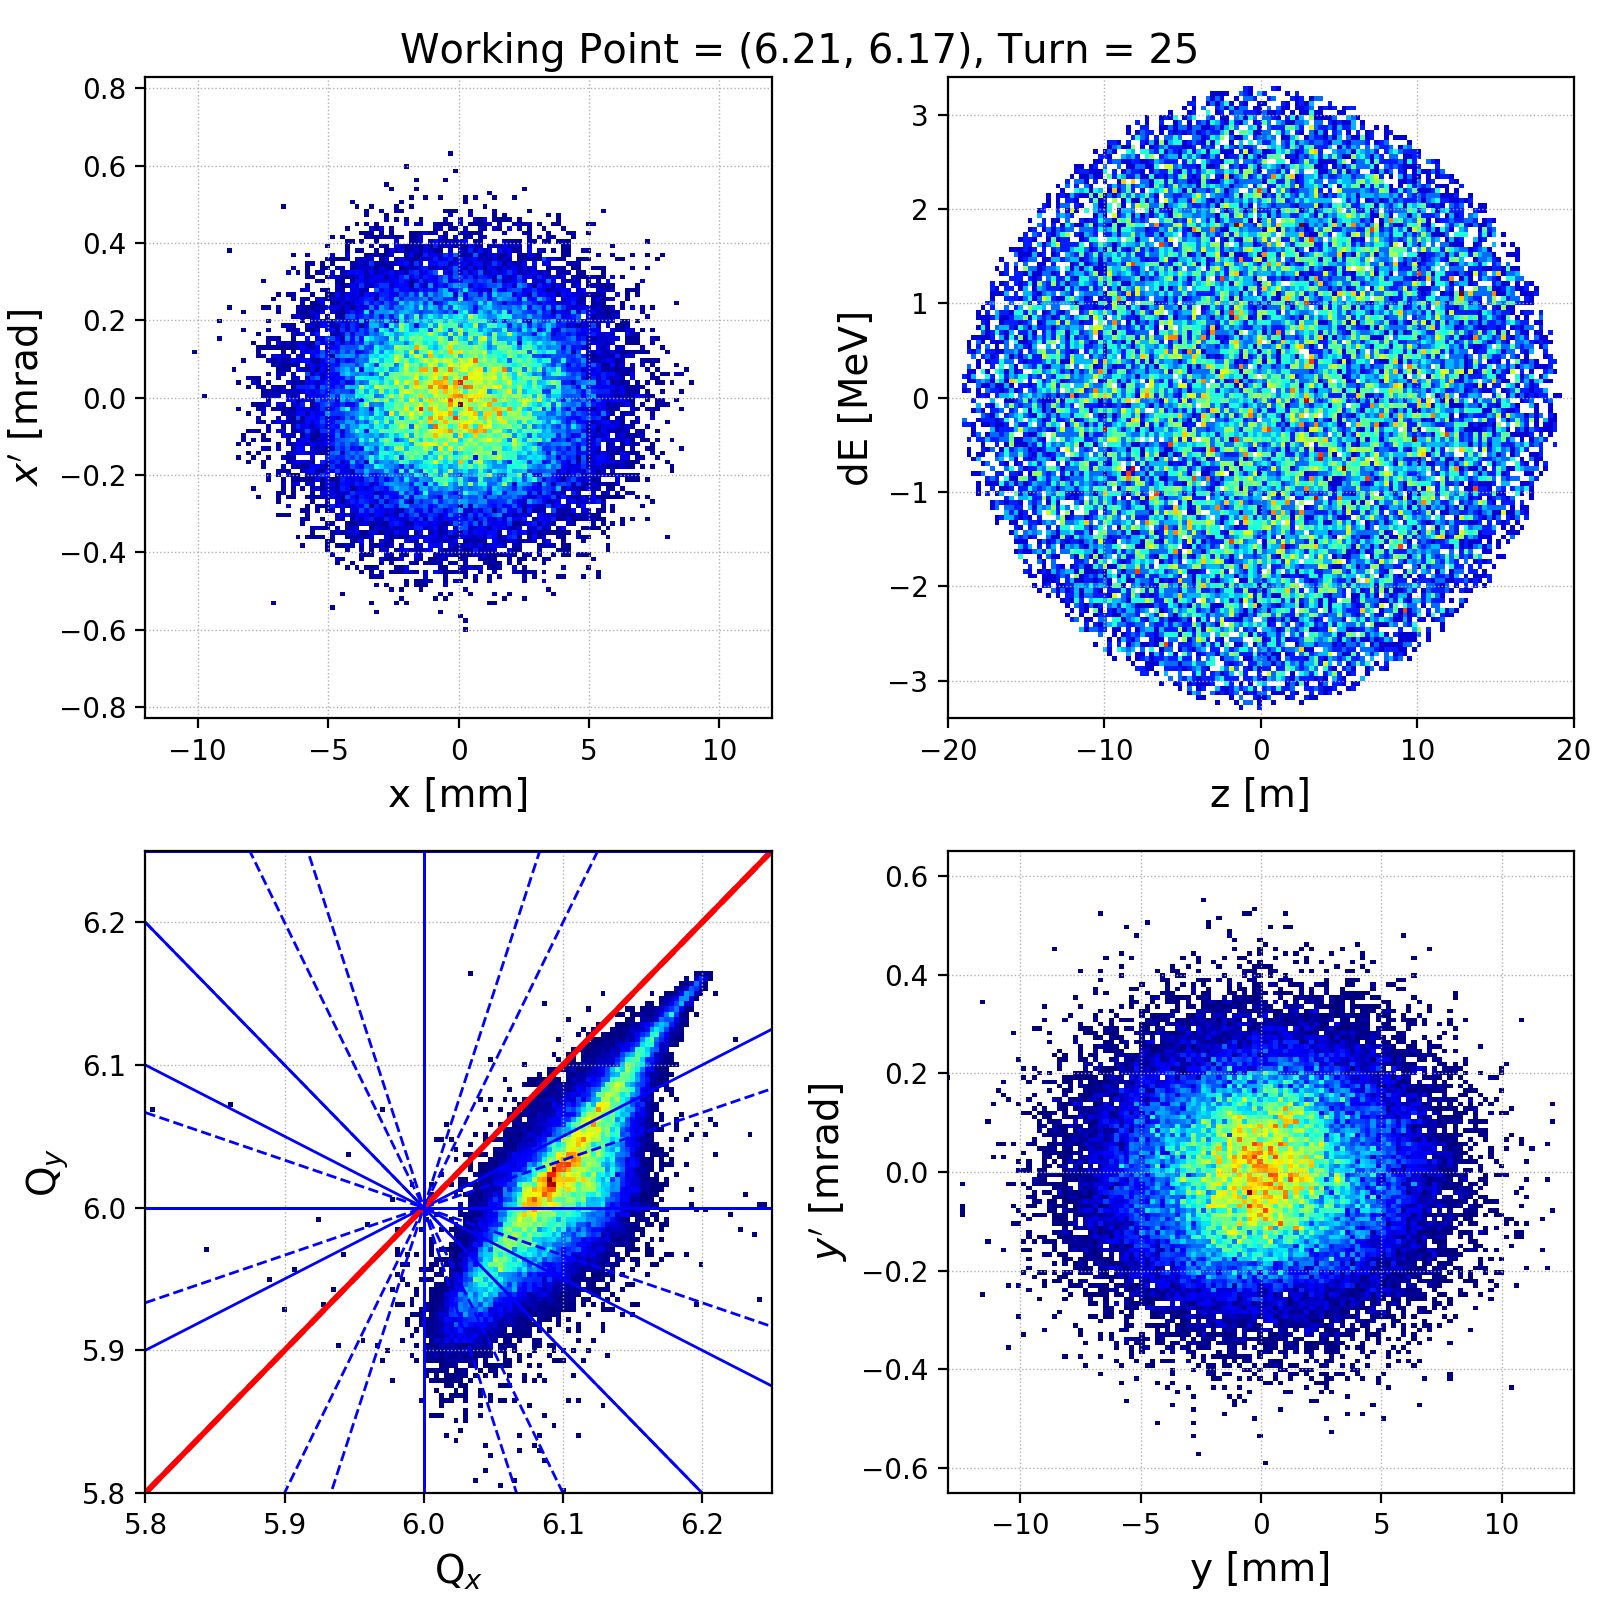 Working Point = (6.21, 6.17), Turn = 25
0.8
0.6
0.4
0.2
0.0
−0.2
−0.4
−0.6
−0.8
x′ [mrad]
−10 −5 0 5 10
x [mm]
3
2
1
0
−1
−2
−3
dE [MeV]
−20 −10 0 10 20
z [m]
6.2
6.1
6.0
5.9
5.8
Qy
5.8 5.9 6.0 6.1 6.2
Qx
0.6
0.4
0.2
0.0
−0.2
−0.4
−0.6
y′ [mrad]
−10 −5 0 5 10
y [mm]